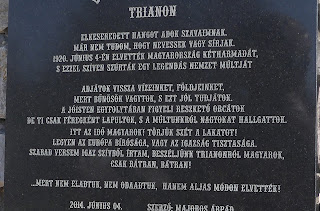 TRIANON
ELKESEREDETT HANGOT ADOK SZAVAIMNAK,
MÁR NEM TUDOM, HOGY NEVESSEK VAGY SÍRJAK.
1920. JÚNIUS 4-ÉN ELVETTÉK MAGYARORSZÁG KÉTHARMADÁT,
S EZZEL SZÍVEN SZÚRTÁK EGY LEGENDÁS NEMZET MÚLTJÁT
ADJÁTOK VISSZA VIZEINKET, FÖLDJEINKET,
MERT BŰNÖSÖK VAGYTOK, S EZT JÓL TUDJÁTOK.
A JÓISTEN EGYFOLYTÁBAN FIGYELI RESZKETŐ ORCÁTOK
DE TI CSAK FÉREGKÉNT LAPULTOK, S A MÚLTUNKRÓL NAGYOKAT HALLGATTOK.
ITT AZ IDŐ MAGYAROK! TÖRJÜK SZÉT A LAKATOT!
LEGYEN AZ EURÓPA BÍRÓSÁGA, VAGY AZ IGAZSÁG TISZTASÁGA.
SZABAD VERSEM IGAZ SZÍVBŐL ÍRTAM, BESZÉLJÜNK TRIANONRÓL MAGYAROK,
CSAK BÁTRAN, BÁTRAN!
...MERT NEM ELADTUK, NEM ODAADTUK, HANEM ALJAS MÓDON ELVETTÉK!
2014. JÚNIUS 04. SZERZŐ: MAJOROS ÁRPÁD